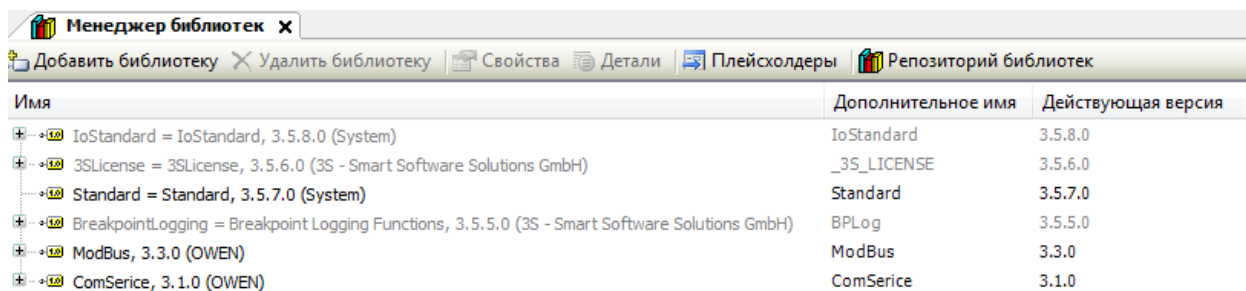 Менеджер библиотек
Добавить библиотеку Удалить библиотеку Свойства Детали Плейсхолдеры Репозиторий библиотек
Имя Дополнительное имя Действующая версия
IoStandard = IoStandard, 3.5.8.0 (System) IoStandard 3.5.8.0
3SLicense = 3SLicense, 3.5.6.0 (3S - Smart Software Solutions GmbH) _3S_LICENSE 3.5.6.0
Standard = Standard, 3.5.7.0 (System) Standard 3.5.7.0
BreakpointLogging = Breakpoint Logging Functions, 3.5.5.0 (3S - Smart Software Solutions GmbH) BPLog 3.5.5.0
ModBus, 3.3.0 (OWEN) ModBus 3.3.0
ComSerice, 3.1.0 (OWEN) ComSerice 3.1.0